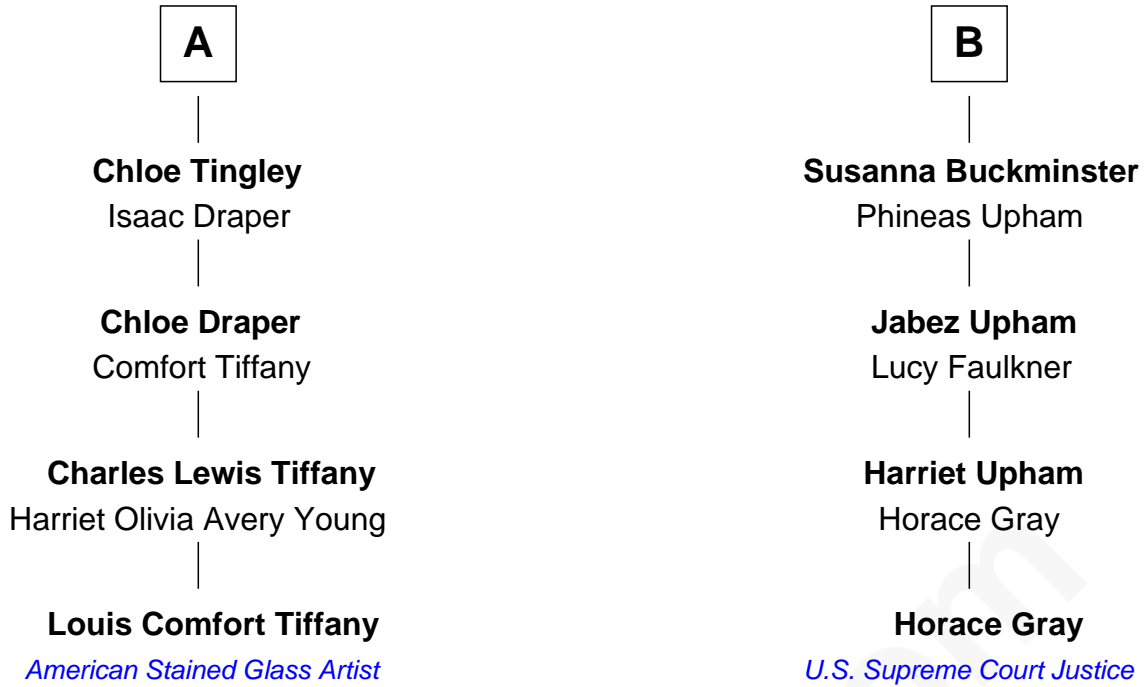 A
Chloe Tingley
Isaac Draper
Chloe Draper
Comfort Tiffany
Charles Lewis Tiffany
Harriet Olivia Avery Young
Louis Comfort Tiffany
American Stained Glass Artist
B
Susanna Buckminster
Phineas Upham
Jabez Upham
Lucy Faulkner
Harriet Upham
Horace Gray
Horace Gray
U.S. Supreme Court Justice